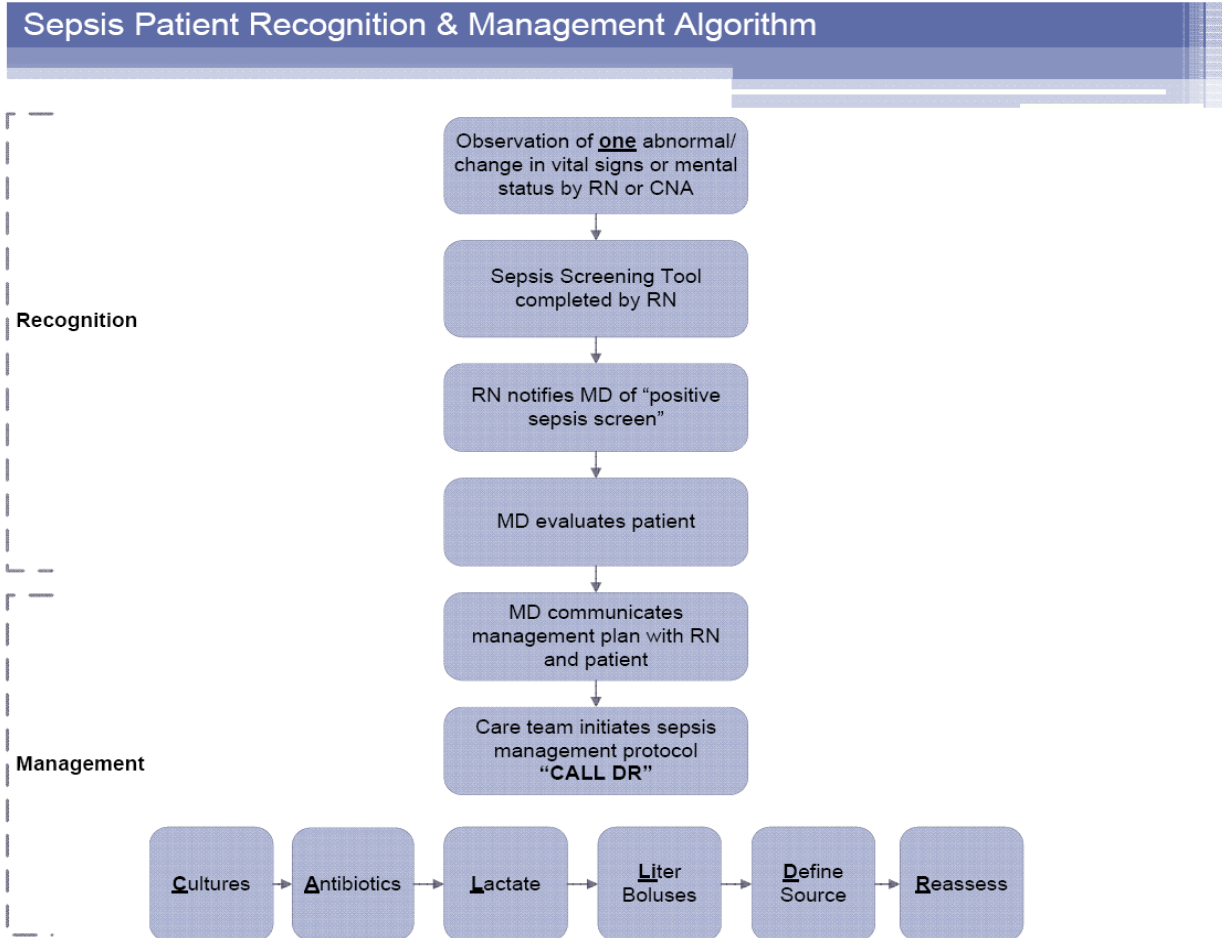 Sepsis Patient Recognition & Management Algorithm
Observation of one abnormal/
change in vital signs or mental
status by RN or CNA
Sepsis Screening Tool
completed by RN
Recognition
RN notifies MD of “positive
sepsis screen”
MD evaluates patient
MD communicates
management plan with RN
and patient
Care team initiates sepsis
management protocol
“CALL DR”
Management
Cultures
Antibiotics
Lactate
Liter
Boluses
Define
Source
Reassess